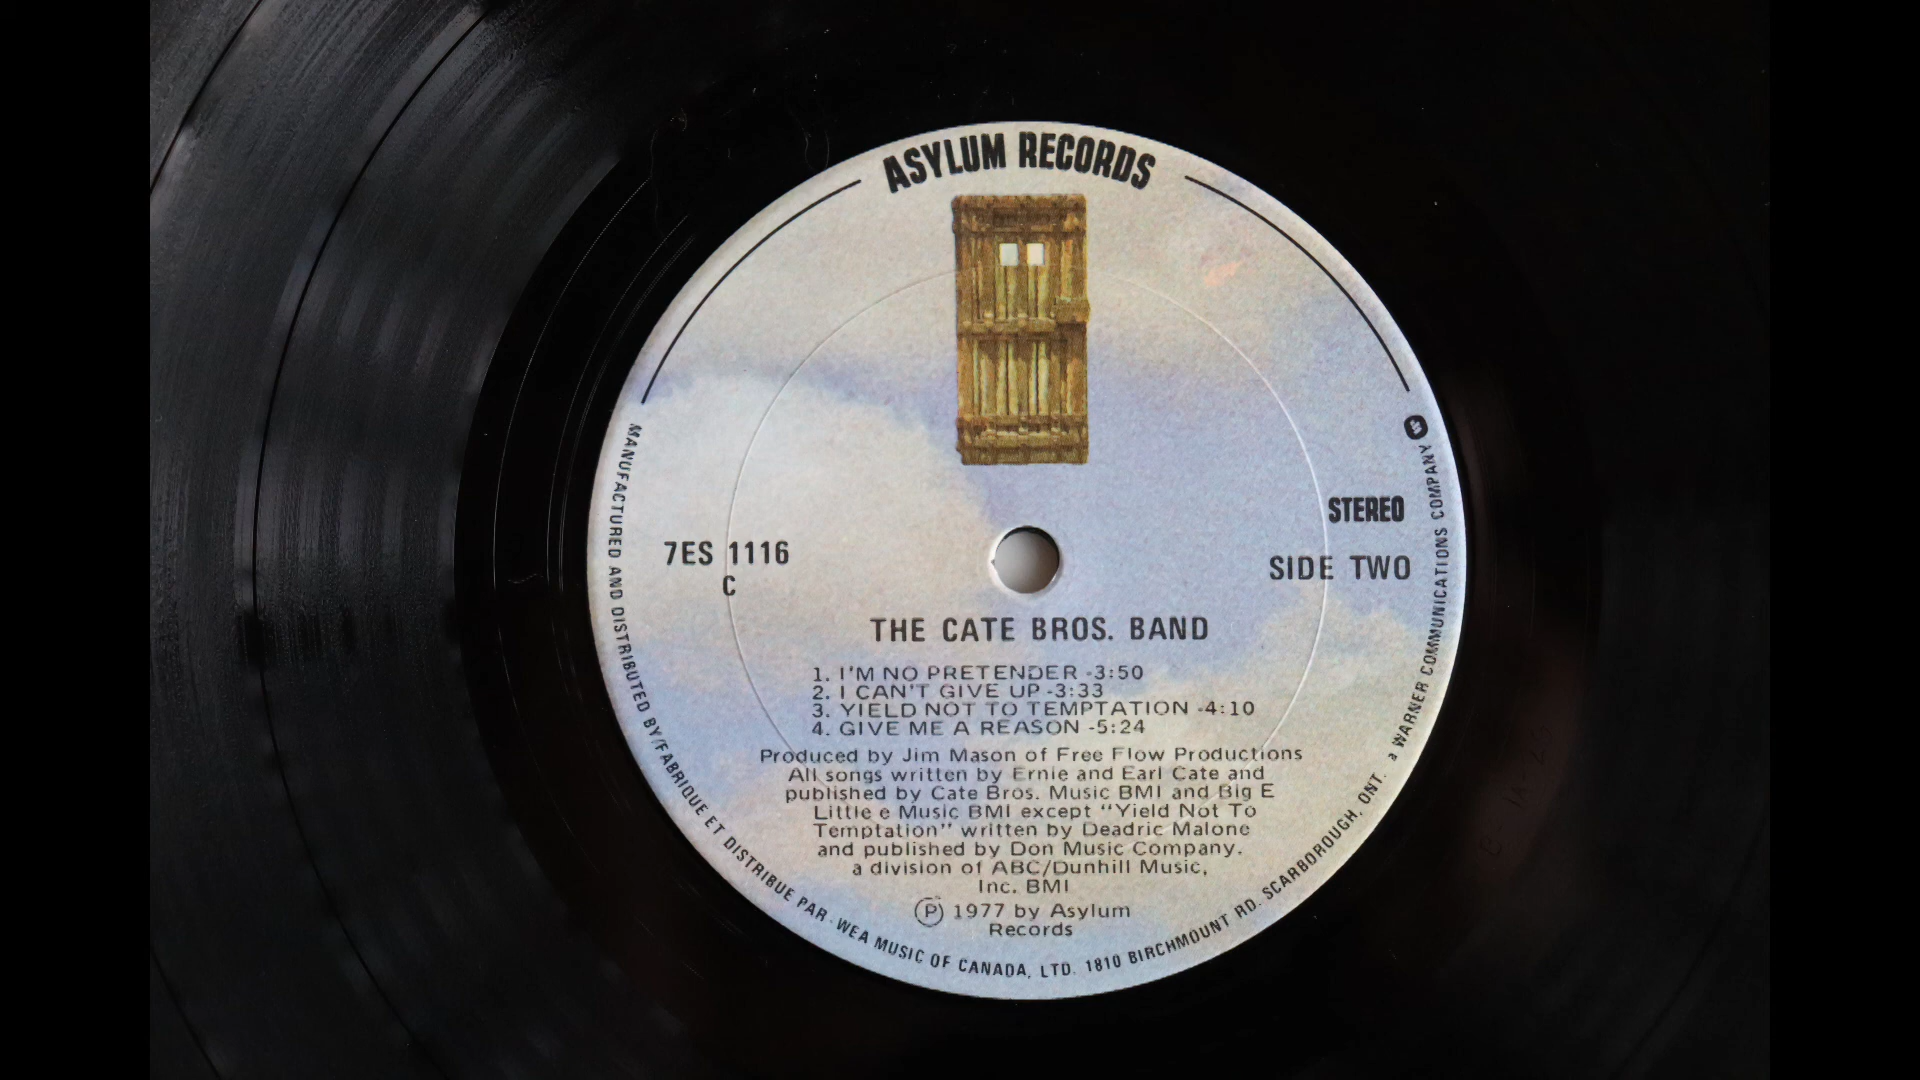 ASYLUM RECORDS
STEREO
7ES 1116
C
SIDE TWO
THE CATE BROS. BAND
1. I'M NO PRETENDER -3:50
2. I CAN'T GIVE UP -3:33
3. YIELD NOT TO TEMPTATION -4:10
4. GIVE ME A REASON -5:24
Produced by Jim Mason of Free Flow Productions
All songs written by Ernie and Earl Cate and
published by Cate Bros. Music BMI and Big E
Little e Music BMI except "Yield Not To
Temptation" written by Deadric Malone
and published by Don Music Company.
a division of ABC/Dunhill Music,
Inc. BMI
Ⓟ 1977 by Asylum
Records
MANUFACTURED AND DISTRIBUTED BY/FABRIQUE ET DISTRIBUE PAR · WEA MUSIC OF CANADA, LTD. 1810 BIRCHMOUNT RD. SCARBOROUGH, ONT. a WARNER COMMUNICATIONS COMPANY